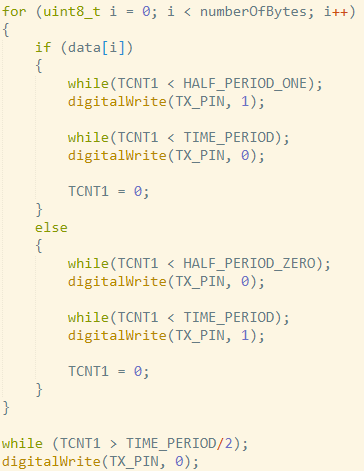 for (uint8_t i = 0; i < numberOfBytes; i++)
{
    if (data[i])
    {
        while(TCNT1 < HALF_PERIOD_ONE);
        digitalWrite(TX_PIN, 1);

        while(TCNT1 < TIME_PERIOD);
        digitalWrite(TX_PIN, 0);

        TCNT1 = 0;
    }
    else
    {
        while(TCNT1 < HALF_PERIOD_ZERO);
        digitalWrite(TX_PIN, 0);

        while(TCNT1 < TIME_PERIOD);
        digitalWrite(TX_PIN, 1);

        TCNT1 = 0;
    }
}

while (TCNT1 > TIME_PERIOD/2);
digitalWrite(TX_PIN, 0);